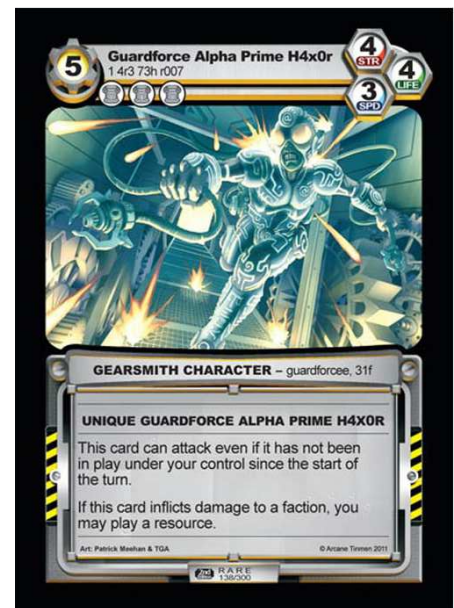 5
Guardforce Alpha Prime H4x0r
1 4r3 73h r007
4
STR
4
LIFE
3
SPD
GEARSMITH CHARACTER – guardforcee, 31f
UNIQUE GUARDFORCE ALPHA PRIME H4X0R
This card can attack even if it has not been
in play under your control since the start of
the turn.
If this card inflicts damage to a faction, you
may play a resource.
Art: Patrick Meehan & TGA
© Arcane Tinmen 2011
2nd
RARE
138/300